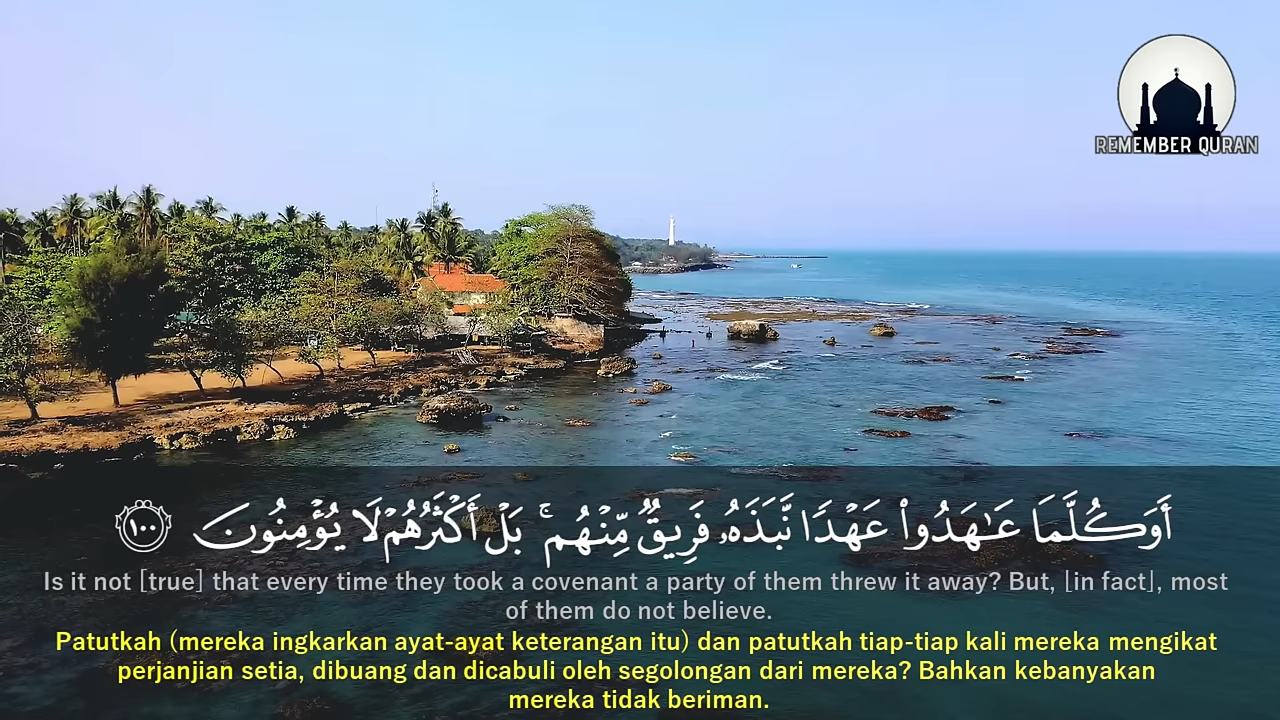 REMEMBER QURAN
أَوَكُلَّمَا عَـٰهَدُوا۟ عَهْدًا نَّبَذَهُۥ فَرِيقٌ مِّنْهُم ۚ بَلْ أَكْثَرُهُمْ لَا يُؤْمِنُونَ ١٠٠
Is it not [true] that every time they took a covenant a party of them threw it away? But, [in fact], most
of them do not believe.
Patutkah (mereka ingkarkan ayat-ayat keterangan itu) dan patutkah tiap-tiap kali mereka mengikat
perjanjian setia, dibuang dan dicabuli oleh segolongan dari mereka? Bahkan kebanyakan
mereka tidak beriman.